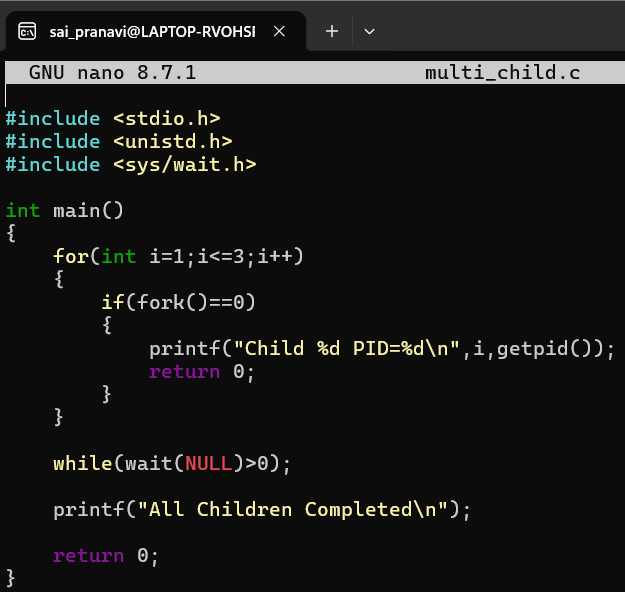 sai_pranavi@LAPTOP-RVOHSI
GNU nano 8.7.1 multi_child.c
#include <stdio.h>
#include <unistd.h>
#include <sys/wait.h>
int main()
{
for(int i=1;i<=3;i++)
{
if(fork()==0)
{
printf("Child %d PID=%d\n",i,getpid());
return 0;
}
}
while(wait(NULL)>0);
printf("All Children Completed\n");
return 0;
}